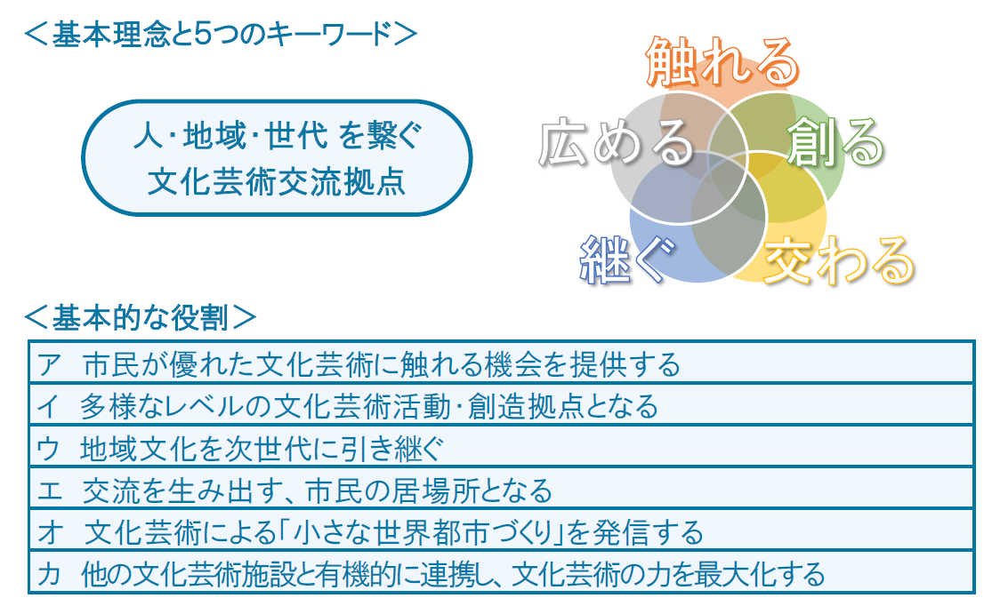 ＜基本理念と5つのキーワード＞
人・地域・世代 を繋ぐ
文化芸術交流拠点
触れる
広める
創る
継ぐ
交わる
＜基本的な役割＞
ア 市民が優れた文化芸術に触れる機会を提供する
イ 多様なレベルの文化芸術活動・創造拠点となる
ウ 地域文化を次世代に引き継ぐ
エ 交流を生み出す、市民の居場所となる
オ 文化芸術による「小さな世界都市づくり」を発信する
カ 他の文化芸術施設と有機的に連携し、文化芸術の力を最大化する